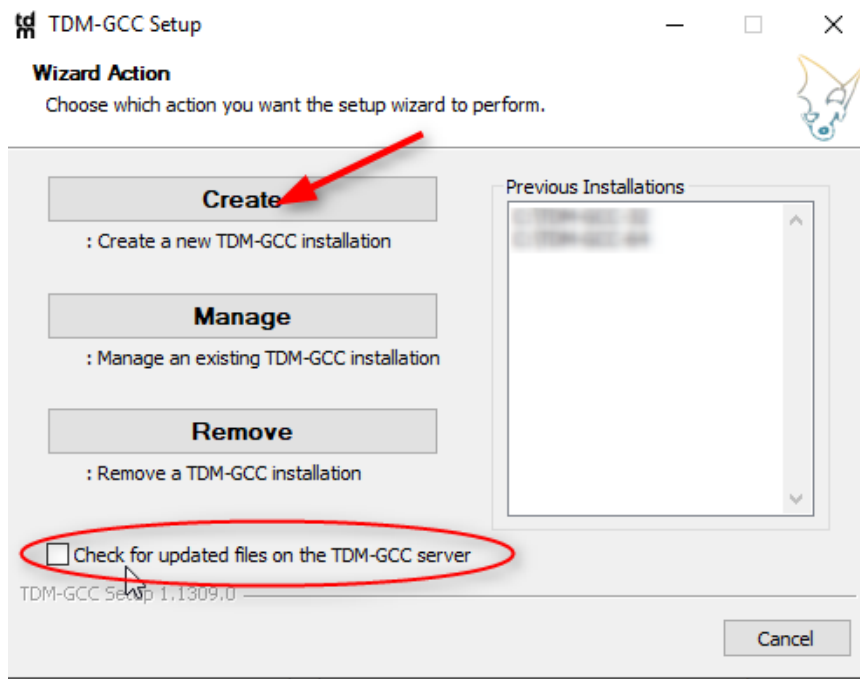 tdm TDM-GCC Setup
Wizard Action
Choose which action you want the setup wizard to perform.
Create
: Create a new TDM-GCC installation
Manage
: Manage an existing TDM-GCC installation
Remove
: Remove a TDM-GCC installation
Previous Installations
Check for updated files on the TDM-GCC server
TDM-GCC Setup 1.1309.0
Cancel